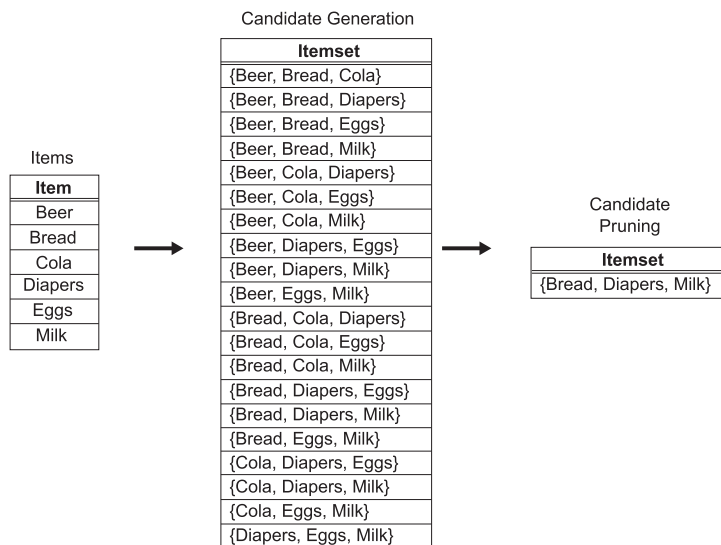 Candidate Generation
Itemset
{Beer, Bread, Cola}
{Beer, Bread, Diapers}
{Beer, Bread, Eggs}
{Beer, Bread, Milk}
{Beer, Cola, Diapers}
{Beer, Cola, Eggs}
{Beer, Cola, Milk}
{Beer, Diapers, Eggs}
{Beer, Diapers, Milk}
{Beer, Eggs, Milk}
{Bread, Cola, Diapers}
{Bread, Cola, Eggs}
{Bread, Cola, Milk}
{Bread, Diapers, Eggs}
{Bread, Diapers, Milk}
{Bread, Eggs, Milk}
{Cola, Diapers, Eggs}
{Cola, Diapers, Milk}
{Cola, Eggs, Milk}
{Diapers, Eggs, Milk}
Items
Item
Beer
Bread
Cola
Diapers
Eggs
Milk
Candidate
Pruning
Itemset
{Bread, Diapers, Milk}